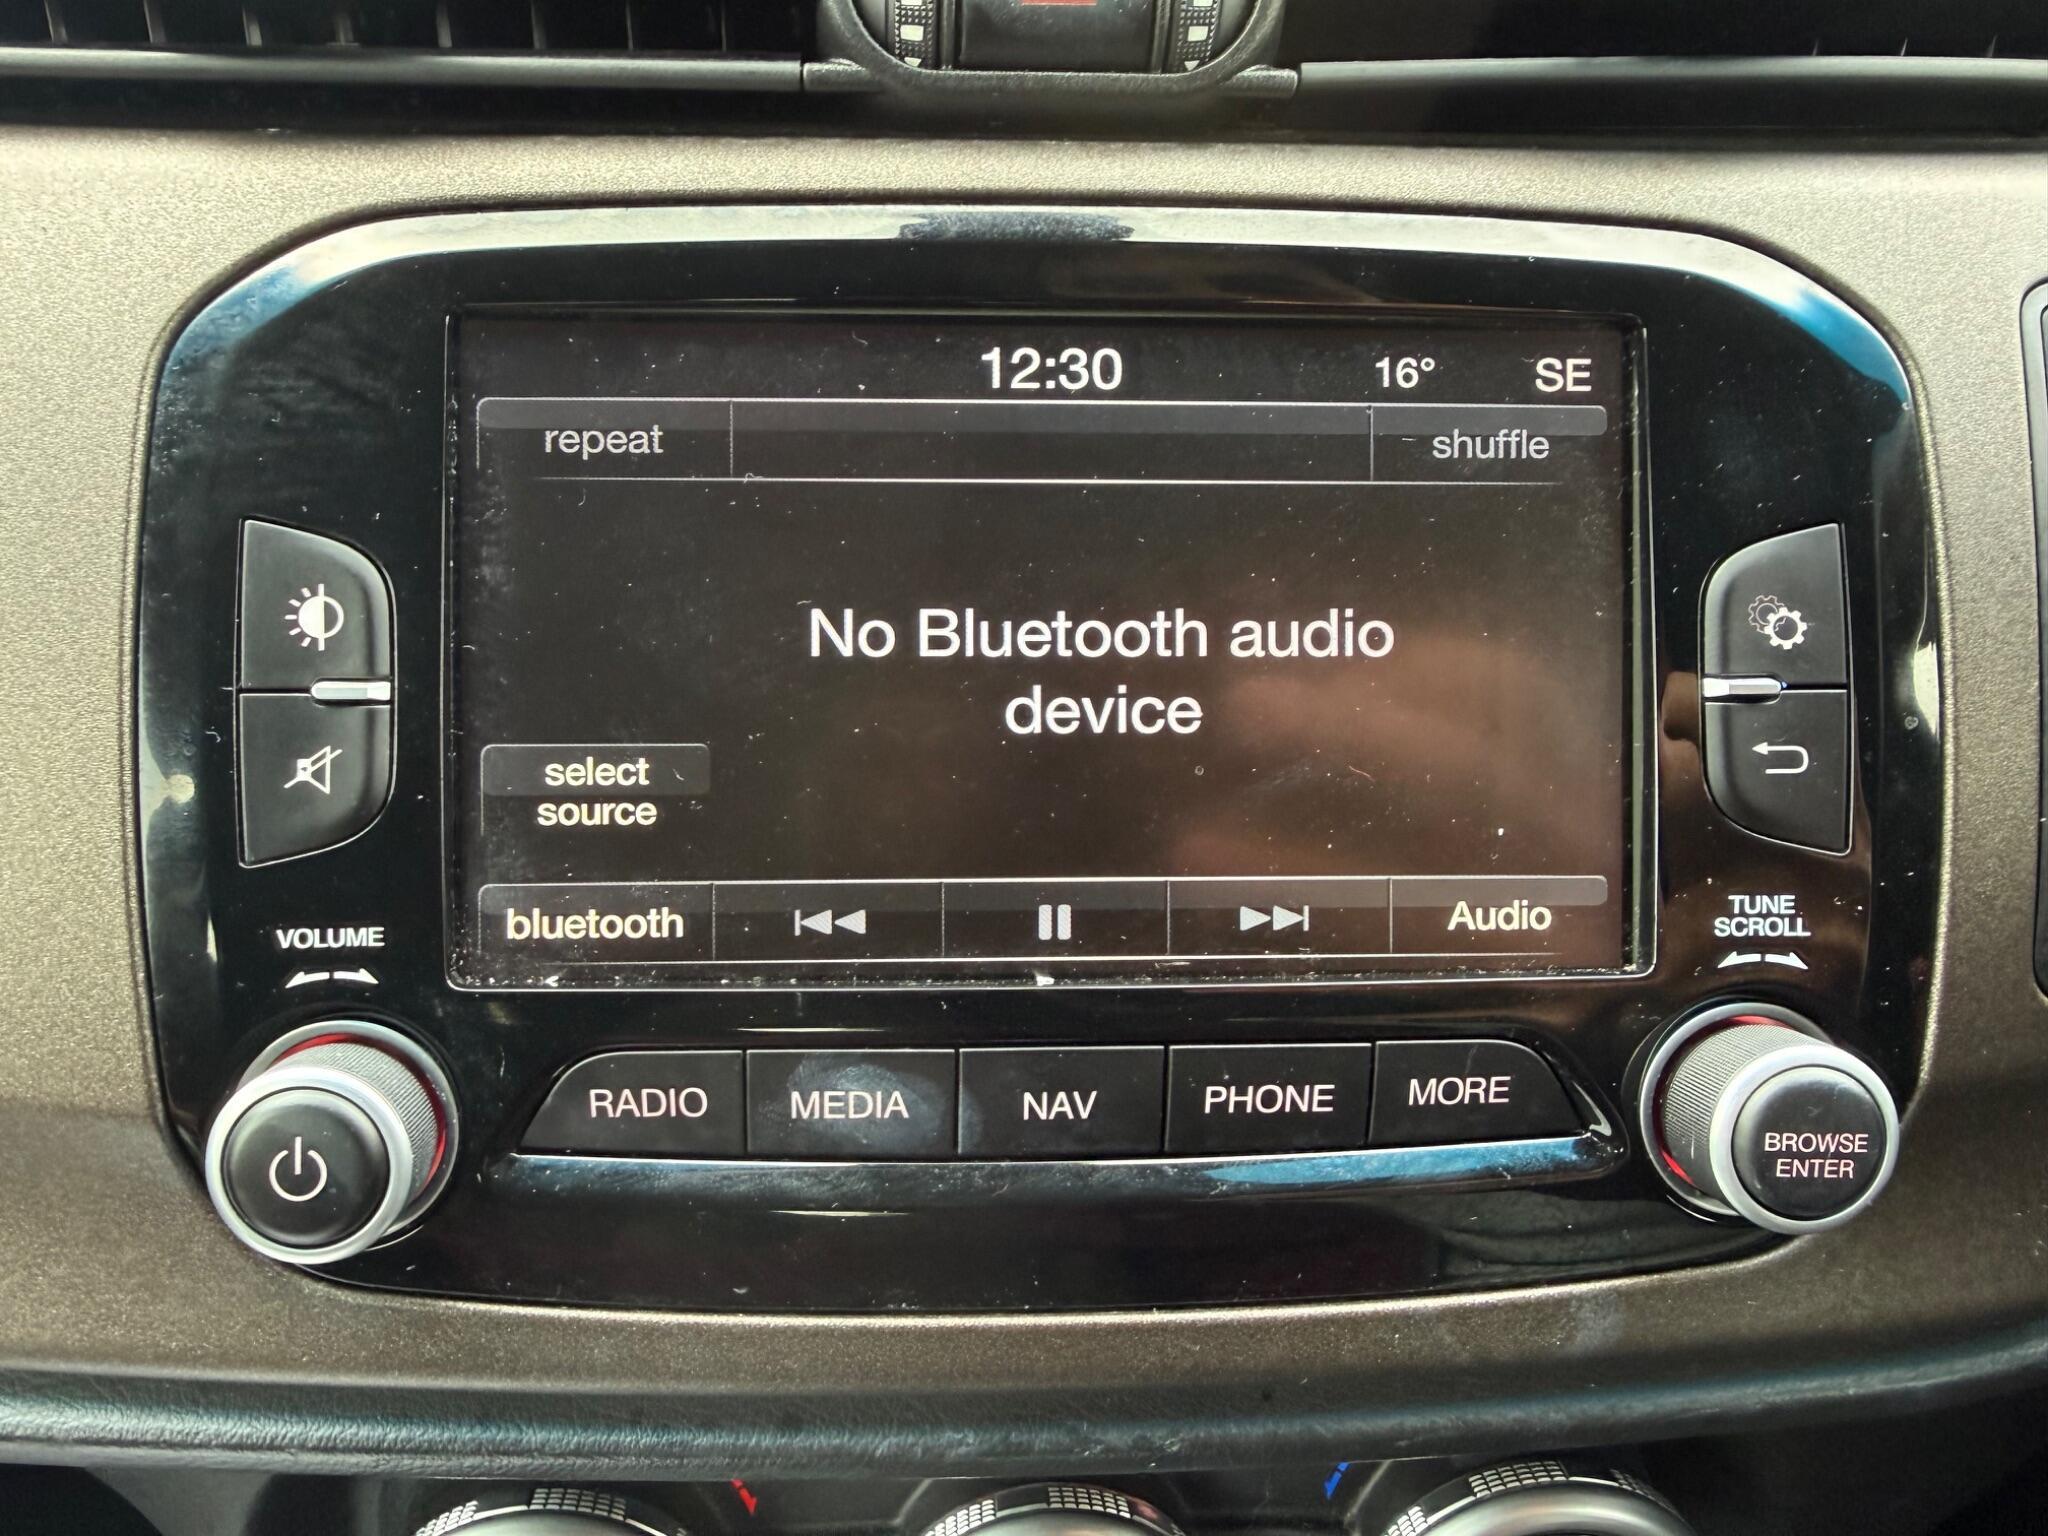 12:30 16° SE
repeat shuffle
No Bluetooth audio
device
select
source
bluetooth Audio
VOLUME
TUNE
SCROLL
RADIO MEDIA NAV PHONE MORE
BROWSE
ENTER